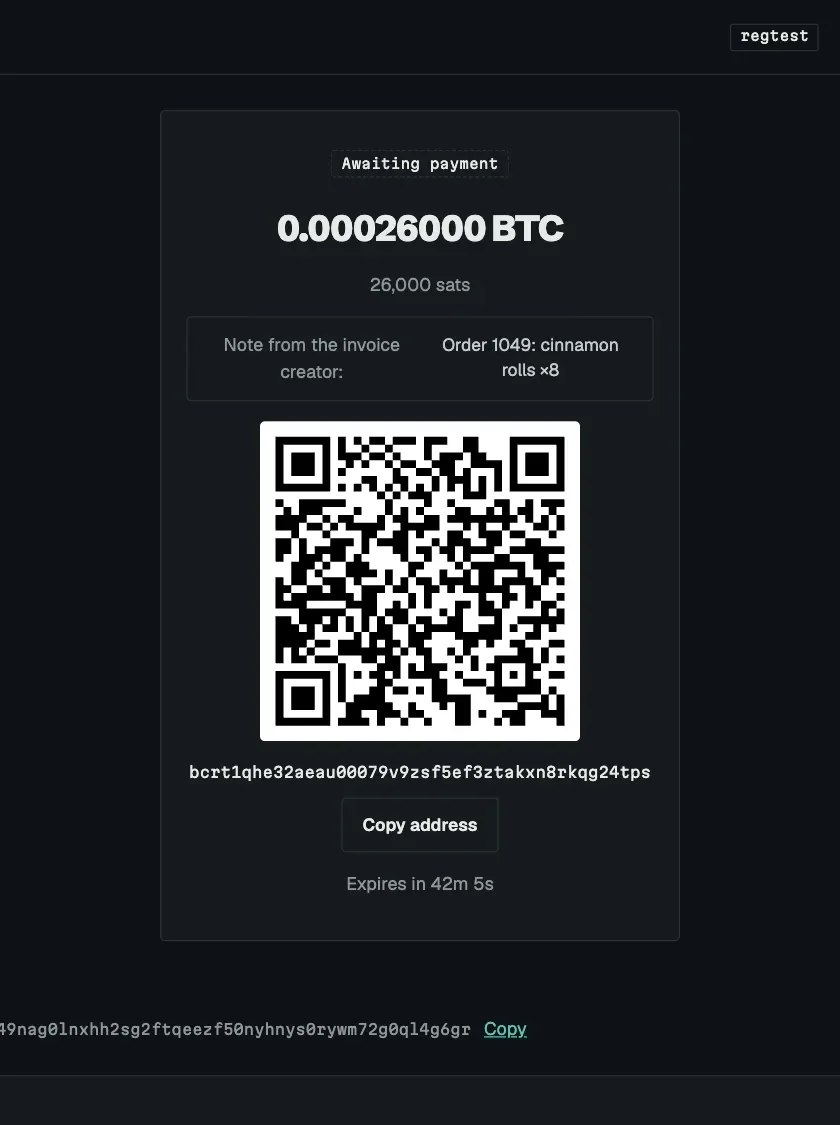 regtest
Awaiting payment
0.00026000 BTC
26,000 sats
Note from the invoice
creator:
Order 1049: cinnamon
rolls ×8
bcrt1qhe32aeau00079v9zsf5ef3ztakxn8rkqg24tps
Copy address
Expires in 42m 5s
49nag0lnxhh2sg2ftqeezf50nyhnys0rywm72g0ql4g6gr Copy